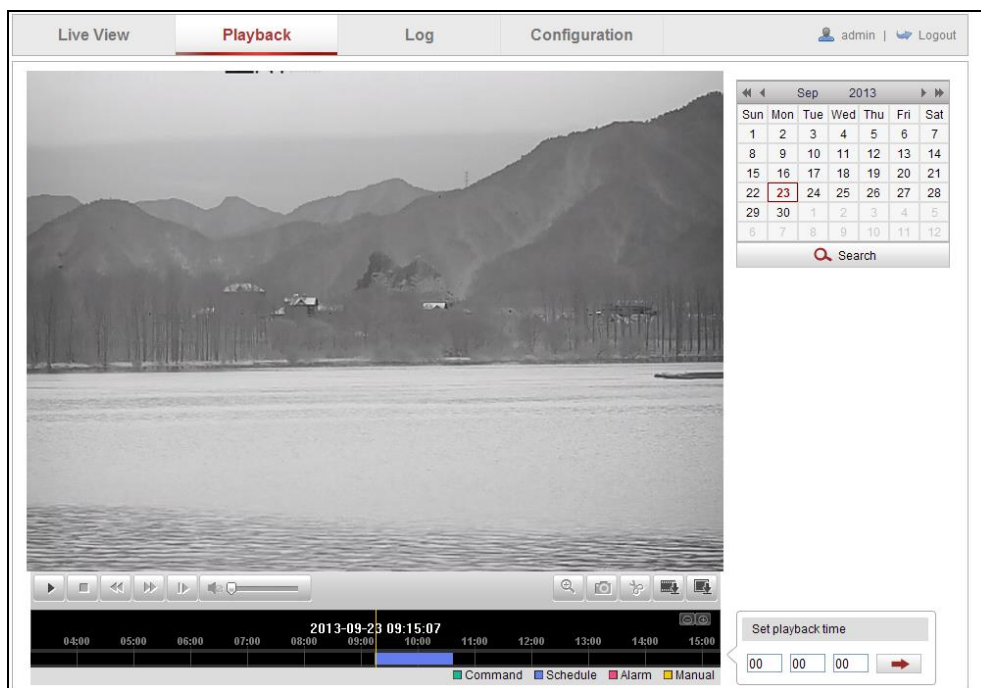 Live View Playback Log Configuration admin | Logout
Sep 2013
Sun Mon Tue Wed Thu Fri Sat
1 2 3 4 5 6 7
8 9 10 11 12 13 14
15 16 17 18 19 20 21
22 23 24 25 26 27 28
29 30 1 2 3 4 5
6 7 8 9 10 11 12
Search
2013-09-23 09:15:07
04:00 05:00 06:00 07:00 08:00 09:00 10:00 11:00 12:00 13:00 14:00 15:00
Command Schedule Alarm Manual
Set playback time
00 00 00